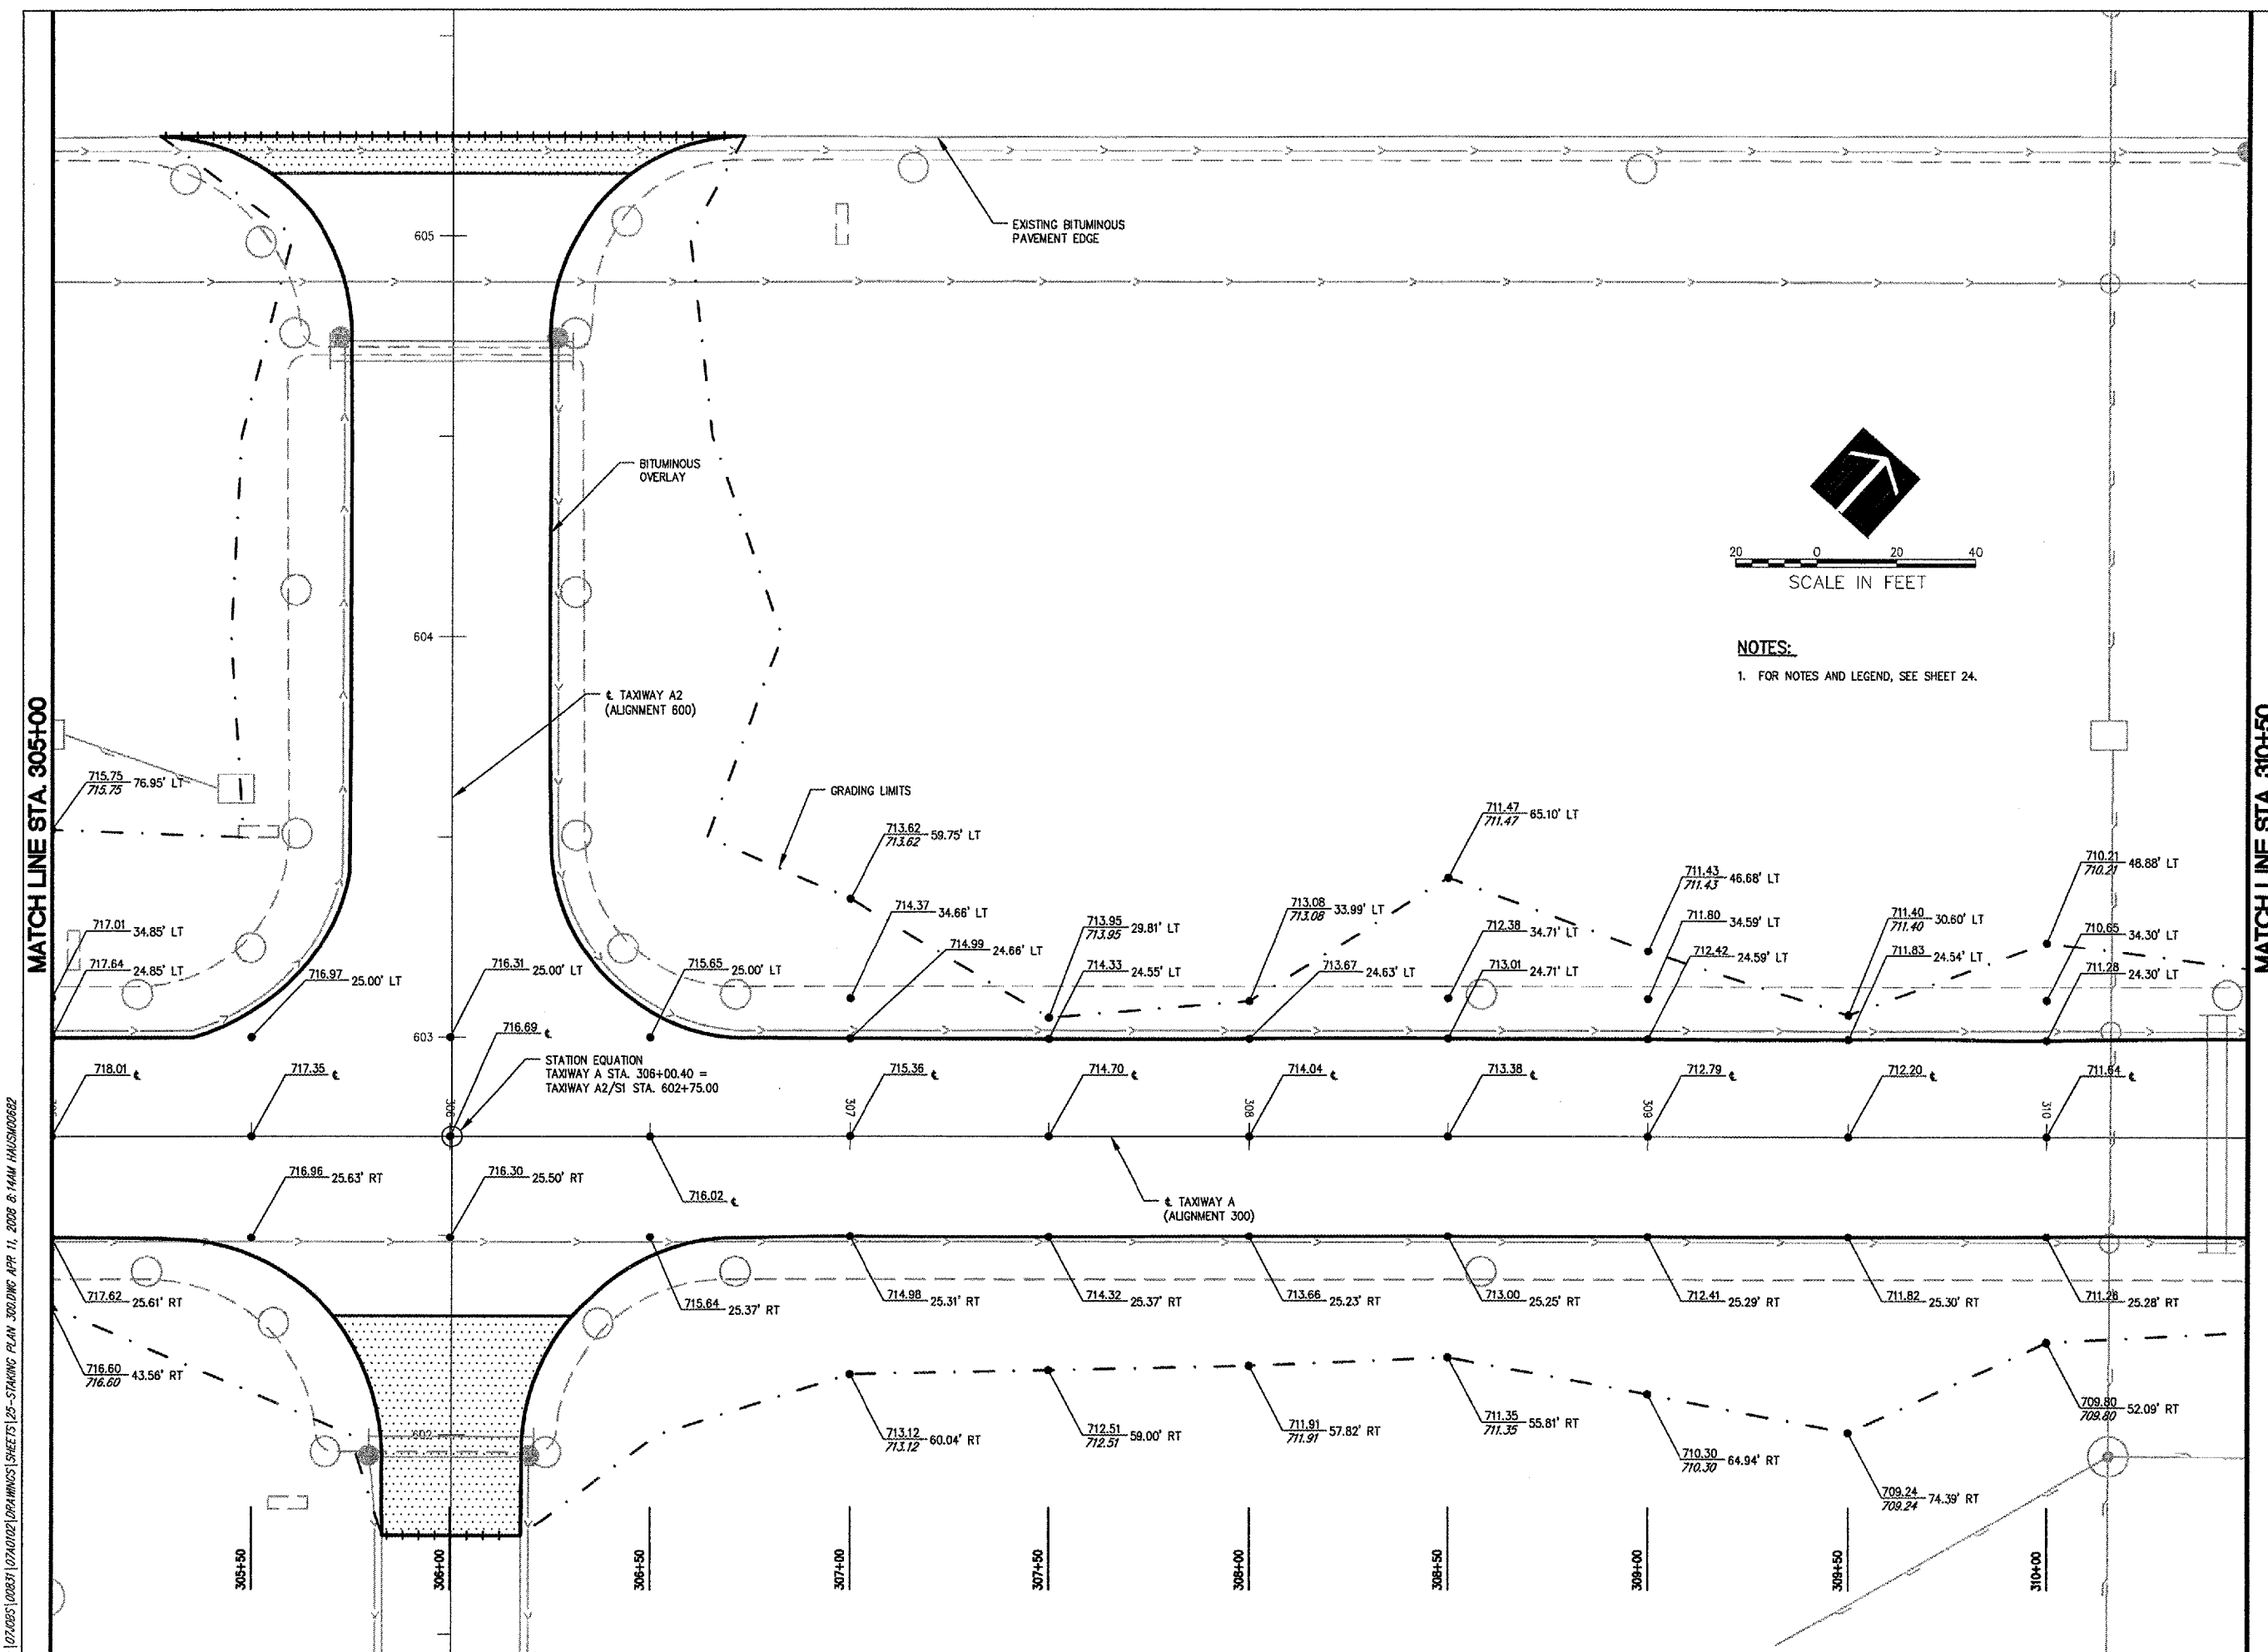 MATCH LINE STA. 305+00
MATCH LINE STA. 310+50
EXISTING BITUMINOUS
PAVEMENT EDGE
605
BITUMINOUS
OVERLAY
20 0 20 40
SCALE IN FEET
604
NOTES:
1. FOR NOTES AND LEGEND, SEE SHEET 24.
℄ TAXIWAY A2
(ALIGNMENT 600)
GRADING LIMITS
715.75 76.95' LT
715.75
713.62 59.75' LT
713.62
711.47 65.10' LT
711.47
711.43 46.68' LT
711.43
710.21 48.88' LT
710.21
717.01 34.85' LT
714.37 34.66' LT
713.95 29.81' LT
713.95
713.08 33.99' LT
713.08
712.38 34.71' LT
711.80 34.59' LT
711.40 30.60' LT
711.40
710.65 34.30' LT
717.64 24.85' LT
716.97 25.00' LT
716.31 25.00' LT
715.65 25.00' LT
714.99 24.66' LT
714.33 24.55' LT
713.67 24.63' LT
713.01 24.71' LT
712.42 24.59' LT
711.83 24.54' LT
711.28 24.30' LT
603
716.69 ℄
STATION EQUATION
TAXIWAY A STA. 306+00.40 =
TAXIWAY A2/S1 STA. 602+75.00
718.01 ℄
717.35 ℄
715.36 ℄
714.70 ℄
714.04 ℄
713.38 ℄
712.79 ℄
712.20 ℄
711.64 ℄
306
307
308
309
310
716.96 25.63' RT
716.30 25.50' RT
716.02 ℄
℄ TAXIWAY A
(ALIGNMENT 300)
717.62 25.61' RT
715.64 25.37' RT
714.98 25.31' RT
714.32 25.37' RT
713.66 25.23' RT
713.00 25.25' RT
712.41 25.29' RT
711.82 25.30' RT
711.26 25.28' RT
716.60 43.56' RT
716.60
602
713.12 60.04' RT
713.12
712.51 59.00' RT
712.51
711.91 57.82' RT
711.91
711.35 55.81' RT
711.35
710.30 64.94' RT
710.30
709.24 74.39' RT
709.24
709.80 52.09' RT
709.80
305+50
306+00
306+50
307+00
307+50
308+00
308+50
309+00
309+50
310+00
\07JOBS\00831\07A0102\DRAWINGS\SHEETS\25-STAKING PLAN 300.DWG APR 11, 2008 8:14AM HAUSM00682